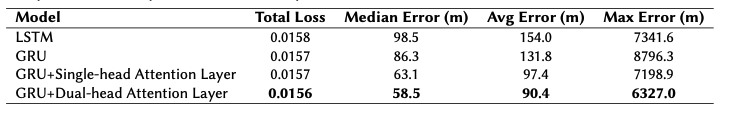 Model Total Loss Median Error (m) Avg Error (m) Max Error (m)
LSTM 0.0158 98.5 154.0 7341.6
GRU 0.0157 86.3 131.8 8796.3
GRU+Single-head Attention Layer 0.0157 63.1 97.4 7198.9
GRU+Dual-head Attention Layer 0.0156 58.5 90.4 6327.0